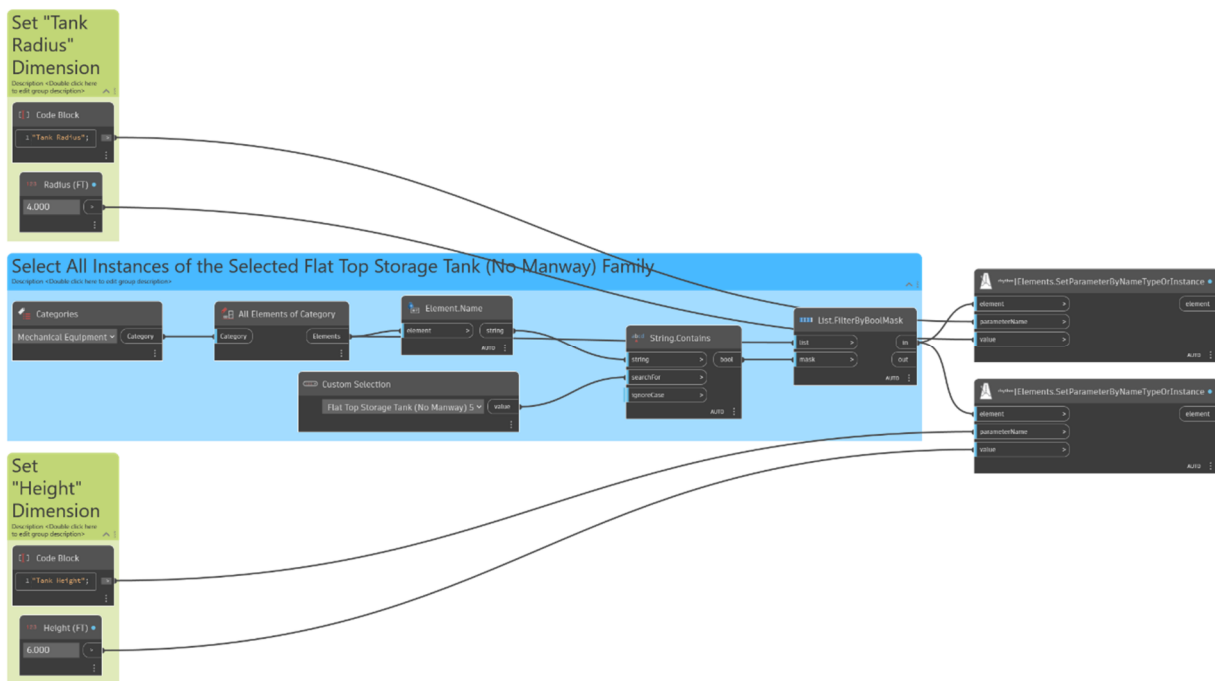 Set "Tank
Radius"
Dimension
Description <Double click here
to edit group description>
Code Block
1 "Tank Radius";
>
Radius (FT)
4.000
>
Select All Instances of the Selected Flat Top Storage Tank (No Manway) Family
Description <Double click here to edit group description>
Categories
Mechanical Equipment
Category
All Elements of Category
Category
Elements
Element.Name
element >
string
AUTO
Custom Selection
Flat Top Storage Tank (No Manway) 5
value
String.Contains
string >
bool
searchFor >
ignoreCase >
AUTO
List.FilterByBoolMask
list >
in
mask >
out
AUTO
Elements.SetParameterByNameTypeOrInstance
element >
element
parameterName >
value >
AUTO
Elements.SetParameterByNameTypeOrInstance
element >
element
parameterName >
value >
AUTO
Set
"Height"
Dimension
Description <Double click here
to edit group description>
Code Block
1 "Tank Height";
>
Height (FT)
6.000
>